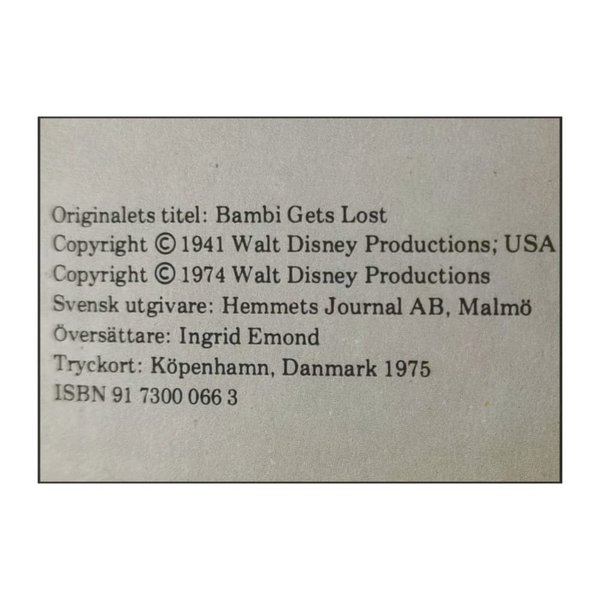 Originalets titel: Bambi Gets Lost
Copyright © 1941 Walt Disney Productions; USA
Copyright © 1974 Walt Disney Productions
Svensk utgivare: Hemmets Journal AB, Malmö
Översättare: Ingrid Emond
Tryckort: Köpenhamn, Danmark 1975
ISBN 91 7300 066 3